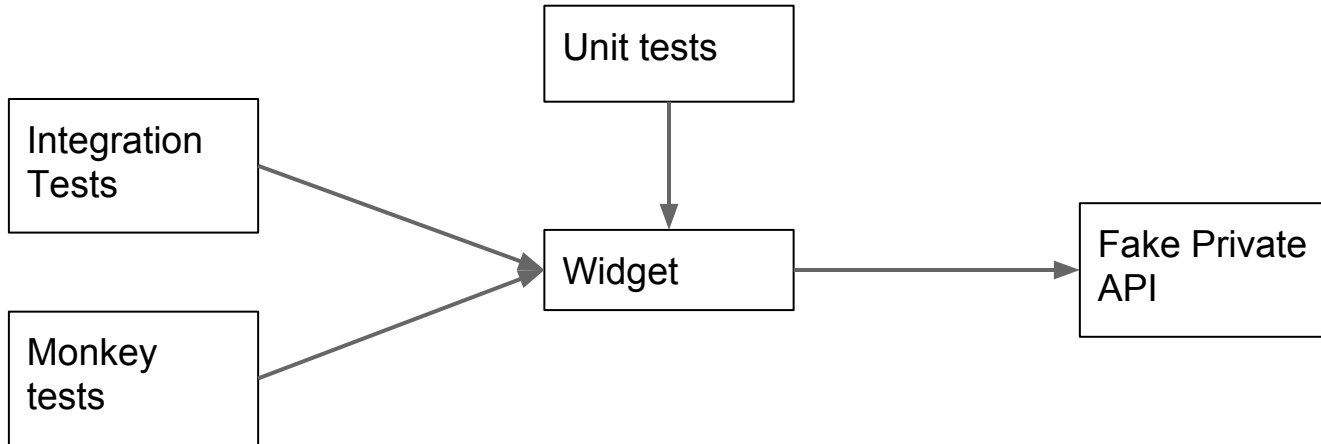 Unit tests
Integration
Tests
Widget
Fake Private
API
Monkey
tests